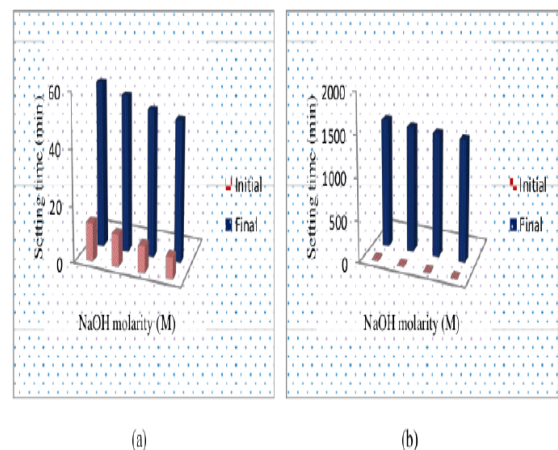 Setting time (min)
60
40
20
0
Initial
Final
NaOH molarity (M)
(a)
Setting time (min)
2000
1500
1000
500
0
Initial
Final
NaOH molarity (M)
(b)